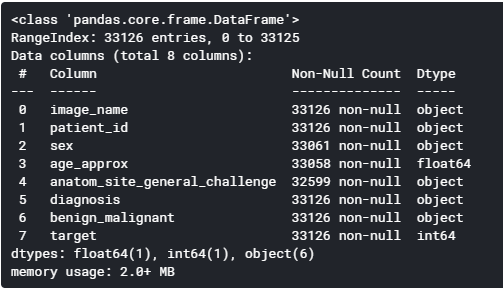 <class 'pandas.core.frame.DataFrame'>
RangeIndex: 33126 entries, 0 to 33125
Data columns (total 8 columns):
 #   Column                         Non-Null Count  Dtype
---  ------                         --------------  -----
 0   image_name                     33126 non-null  object
 1   patient_id                     33126 non-null  object
 2   sex                            33061 non-null  object
 3   age_approx                     33058 non-null  float64
 4   anatom_site_general_challenge  32599 non-null  object
 5   diagnosis                      33126 non-null  object
 6   benign_malignant               33126 non-null  object
 7   target                         33126 non-null  int64
dtypes: float64(1), int64(1), object(6)
memory usage: 2.0+ MB